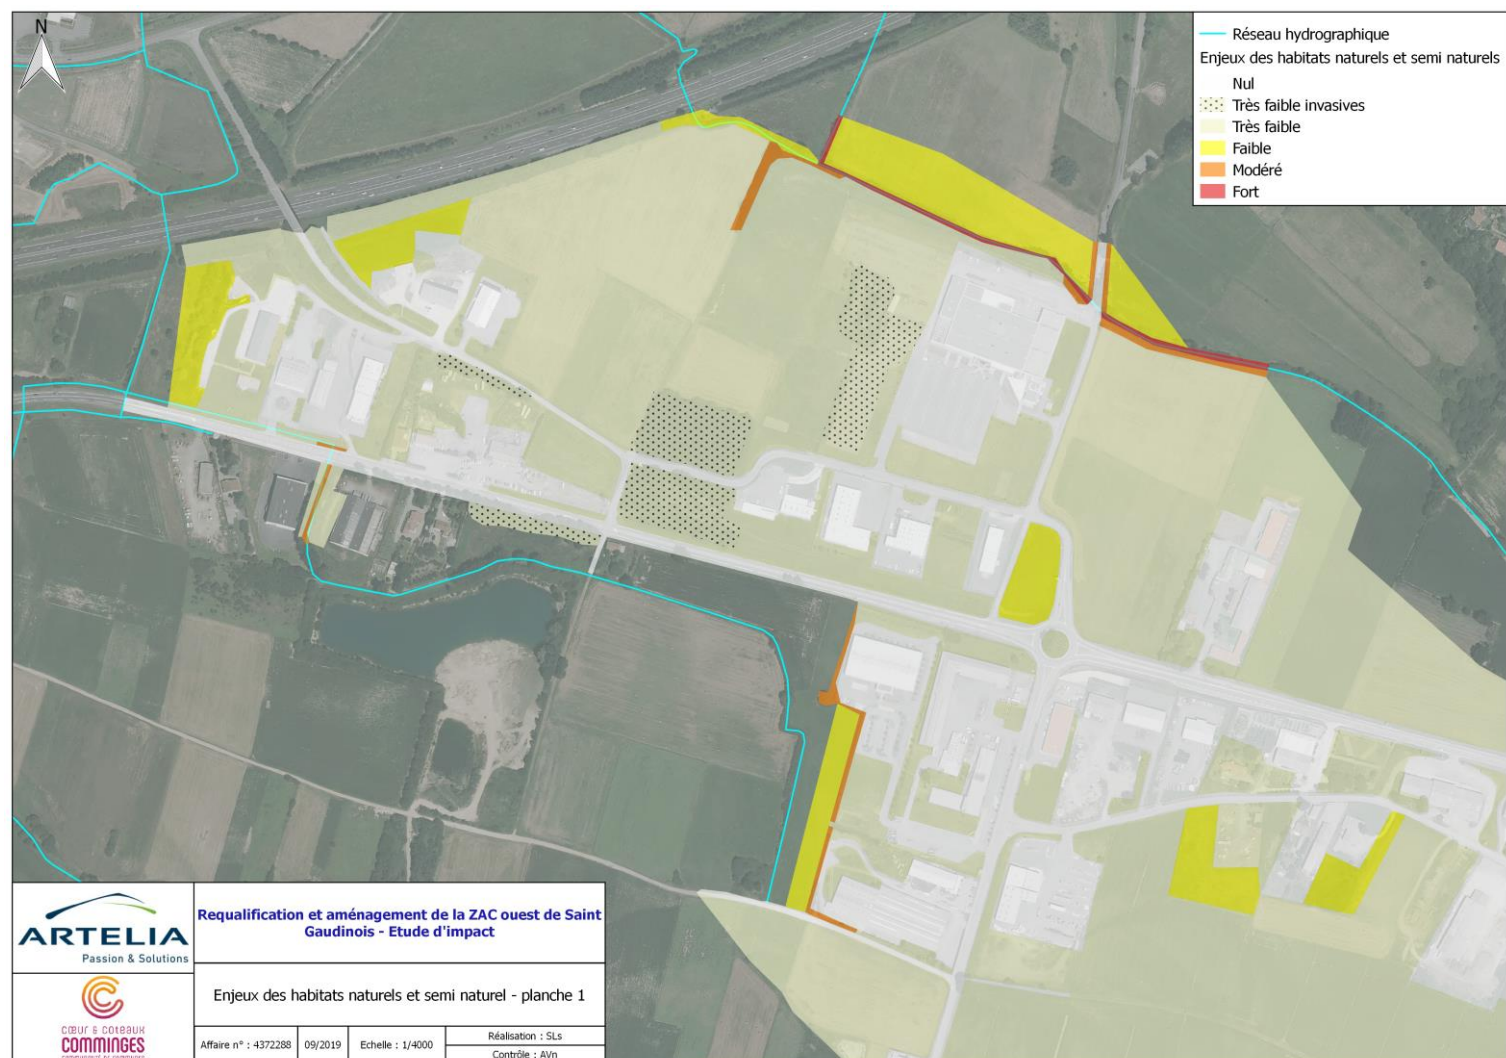 N
Réseau hydrographique
Enjeux des habitats naturels et semi naturels
Nul
Très faible invasives
Très faible
Faible
Modéré
Fort
ARTELIA
Passion & Solutions
Requalification et aménagement de la ZAC ouest de Saint
Gaudinois - Etude d'impact
Enjeux des habitats naturels et semi naturel - planche 1
cœur & coteaux
COMMINGES
Affaire n° : 4372288
09/2019
Echelle : 1/4000
Réalisation : SLs
Contrôle : AVn